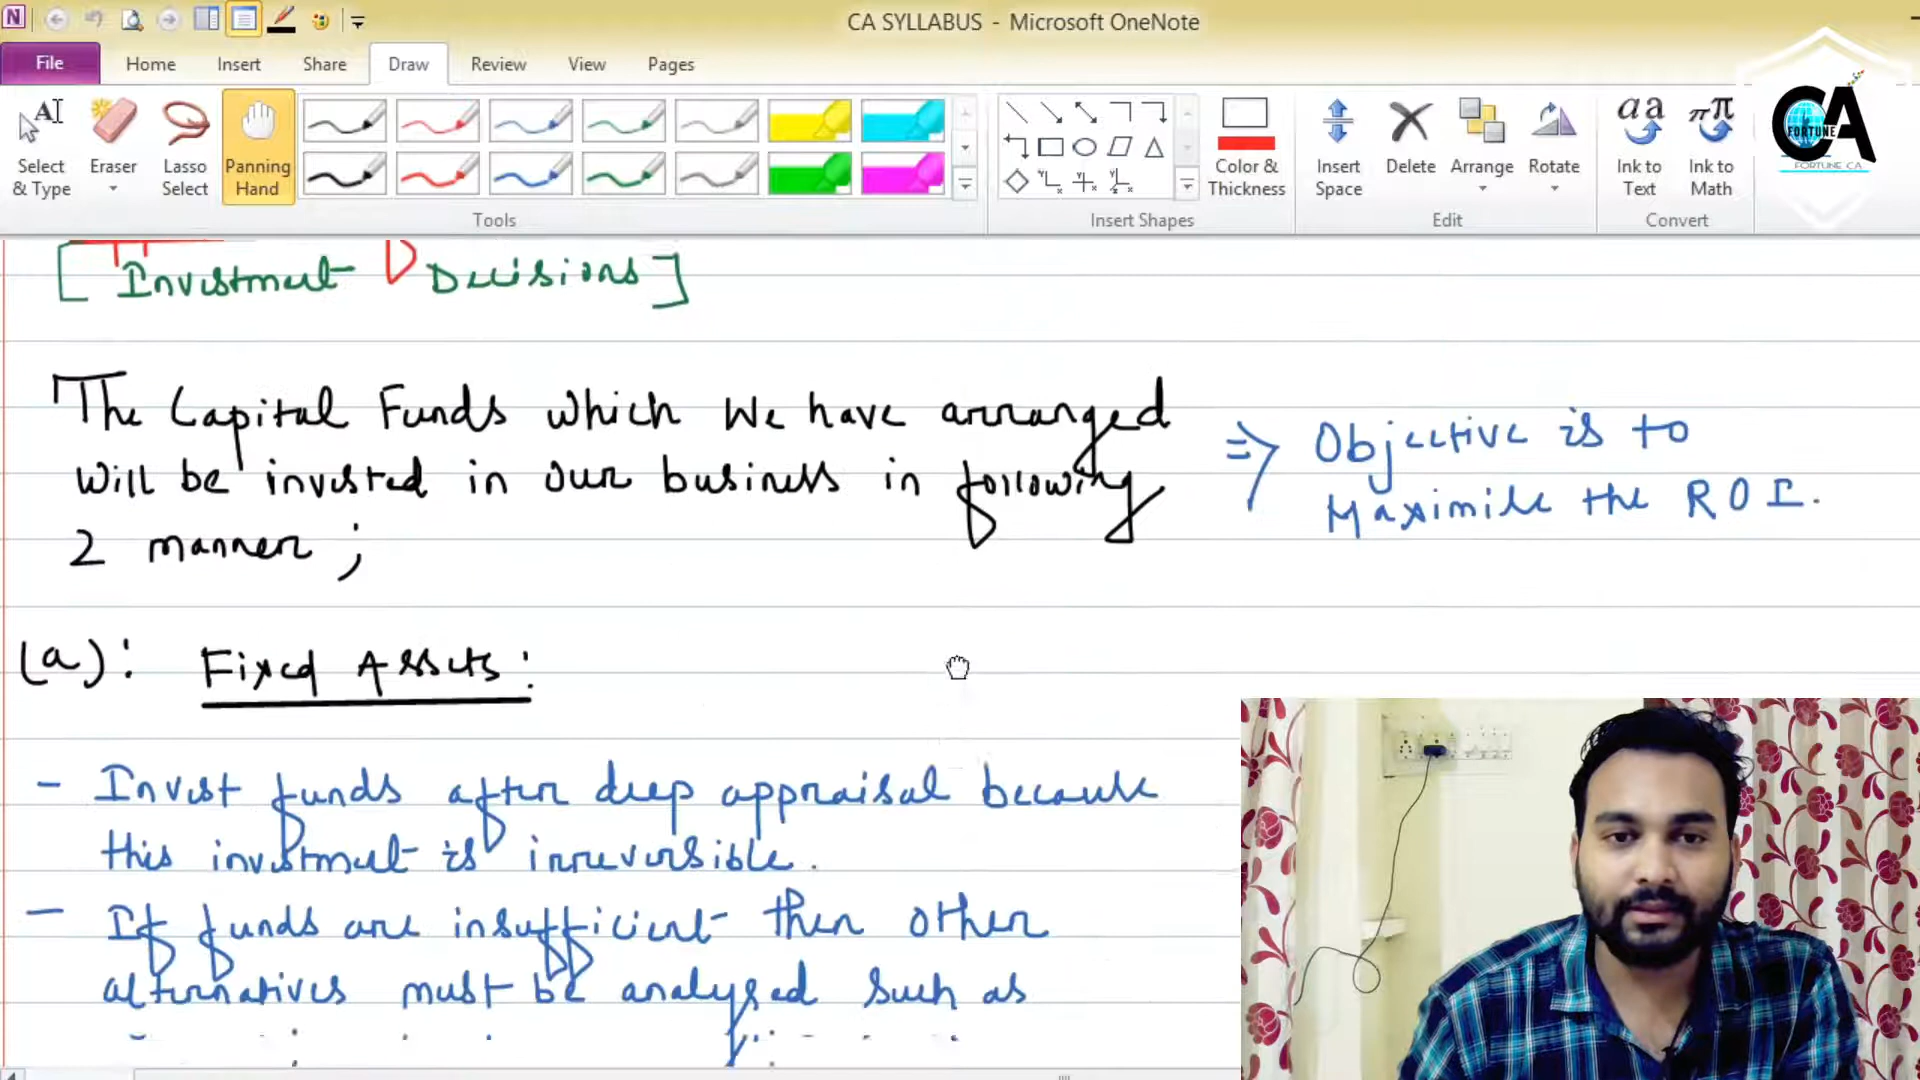 CA SYLLABUS - Microsoft OneNote
File Home Insert Share Draw Review View Pages
Select & Type
Eraser
Lasso Select
Panning Hand
Color & Thickness
Insert Space
Delete
Arrange
Rotate
Ink to Text
Ink to Math
Tools
Insert Shapes
Edit
Convert
CA
FORTUNE
FORTUNE CA
[Investment Decisions]
The Capital Funds which We have arranged
will be invested in our business in following
2 manner;
=> Objective is to
Maximise the ROI.
(a): Fixed Assets:
- Invest funds after deep appraisal because
this investment is irreversible.
- If funds are insufficient then other
alternatives must be analysed such as